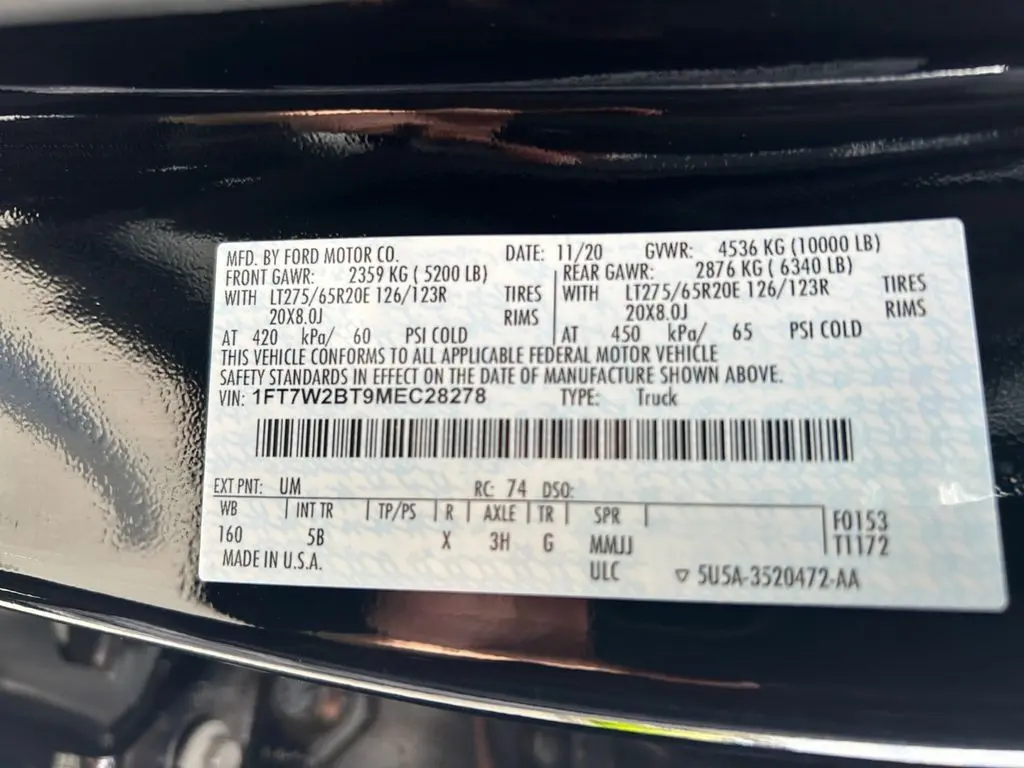 MFD. BY FORD MOTOR CO. DATE: 11/20 GVWR: 4536 KG (10000 LB)
FRONT GAWR: 2359 KG ( 5200 LB) REAR GAWR: 2876 KG ( 6340 LB)
WITH LT275/65R20E 126/123R TIRES WITH LT275/65R20E 126/123R TIRES
20X8.0J RIMS 20X8.0J RIMS
AT 420 kPa/ 60 PSI COLD AT 450 kPa/ 65 PSI COLD
THIS VEHICLE CONFORMS TO ALL APPLICABLE FEDERAL MOTOR VEHICLE
SAFETY STANDARDS IN EFFECT ON THE DATE OF MANUFACTURE SHOWN ABOVE.
VIN: 1FT7W2BT9MEC28278 TYPE: Truck
EXT PNT: UM RC: 74 DSO:
WB INT TR TP/PS R AXLE TR SPR F0153
160 5B X 3H G MMJJ T1172
MADE IN U.S.A. ULC ▽ 5U5A-3520472-AA